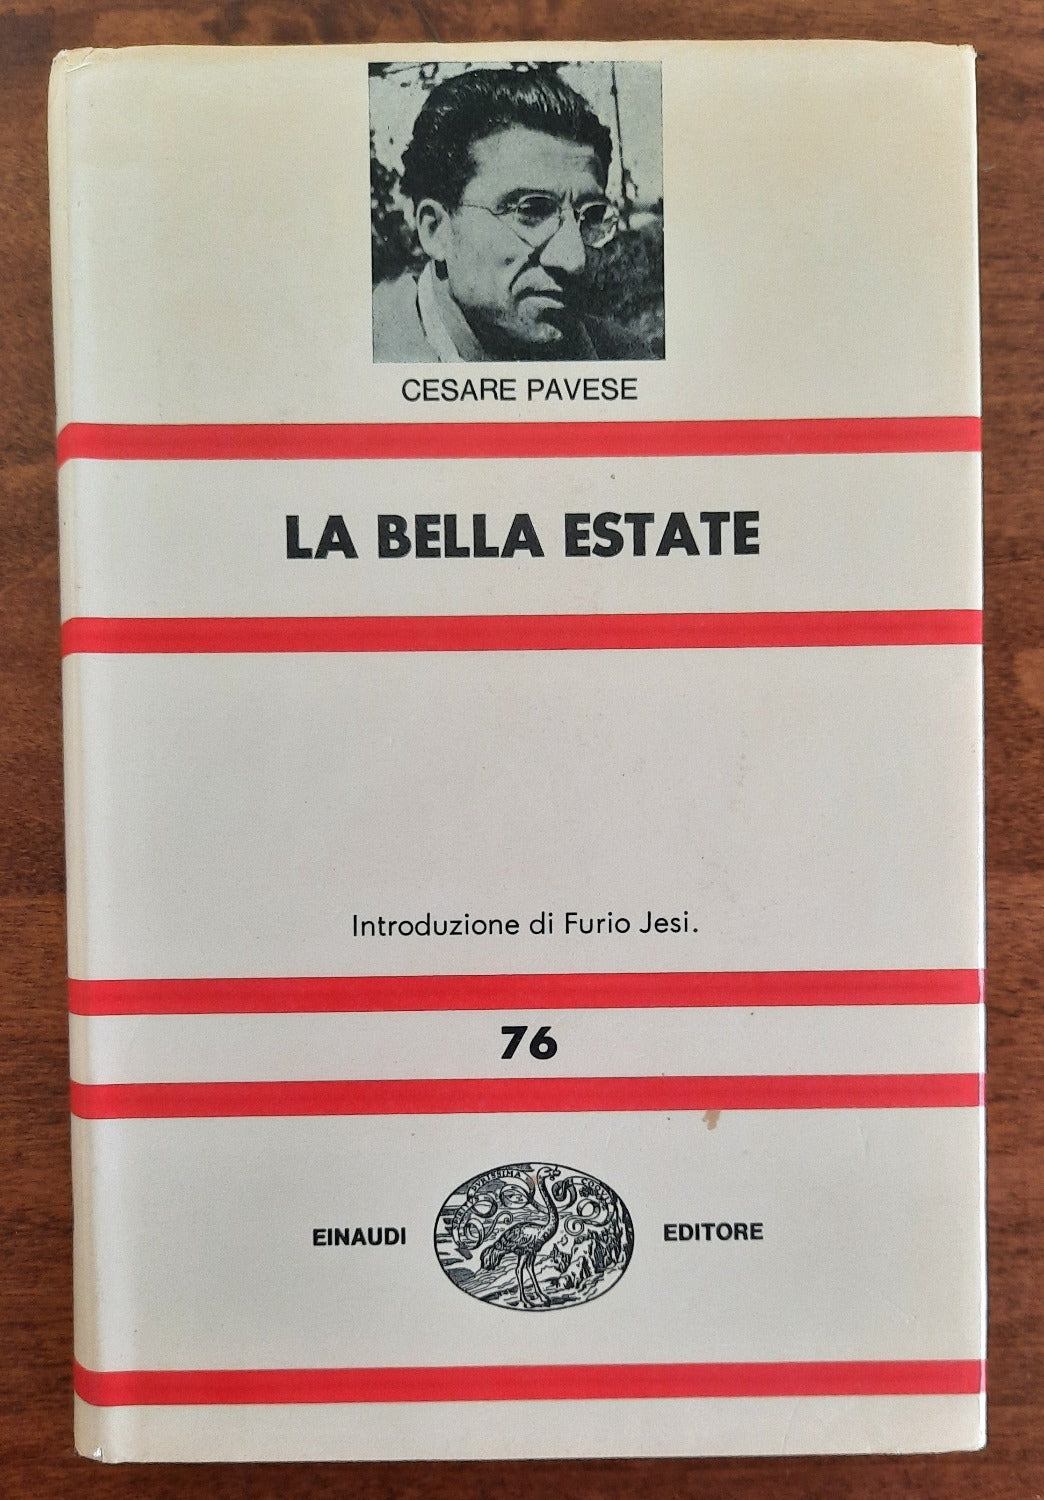 CESARE PAVESE
LA BELLA ESTATE
Introduzione di Furio Jesi.
76
EINAUDI
EDITORE